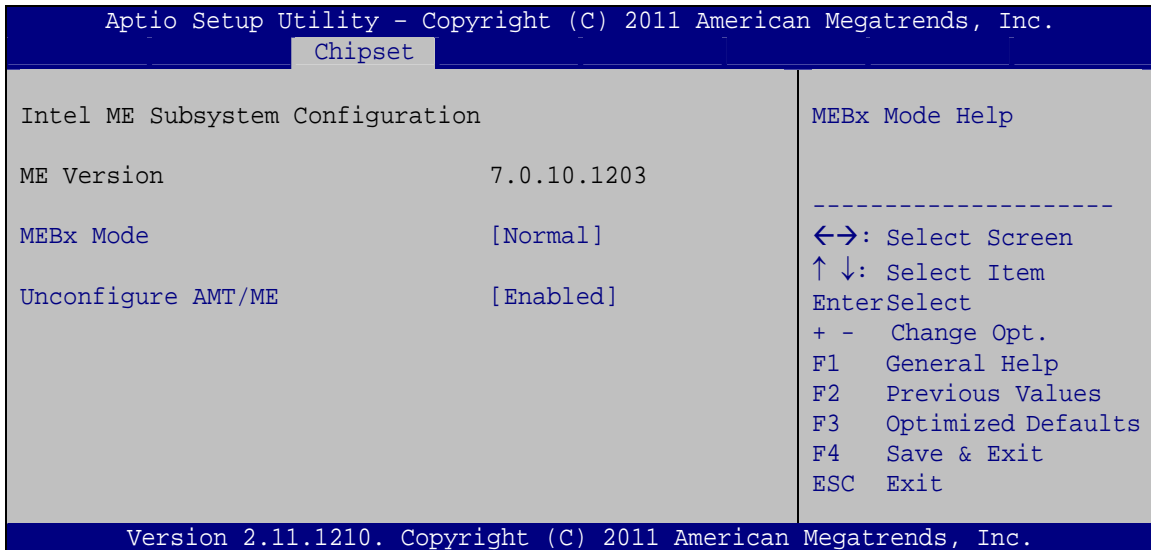 Aptio Setup Utility – Copyright (C) 2011 American Megatrends, Inc.
Chipset
Intel ME Subsystem Configuration
ME Version 7.0.10.1203
MEBx Mode [Normal]
Unconfigure AMT/ME [Enabled]
MEBx Mode Help
---------------------
←→: Select Screen
↑ ↓: Select Item
EnterSelect
+ - Change Opt.
F1 General Help
F2 Previous Values
F3 Optimized Defaults
F4 Save & Exit
ESC Exit
Version 2.11.1210. Copyright (C) 2011 American Megatrends, Inc.